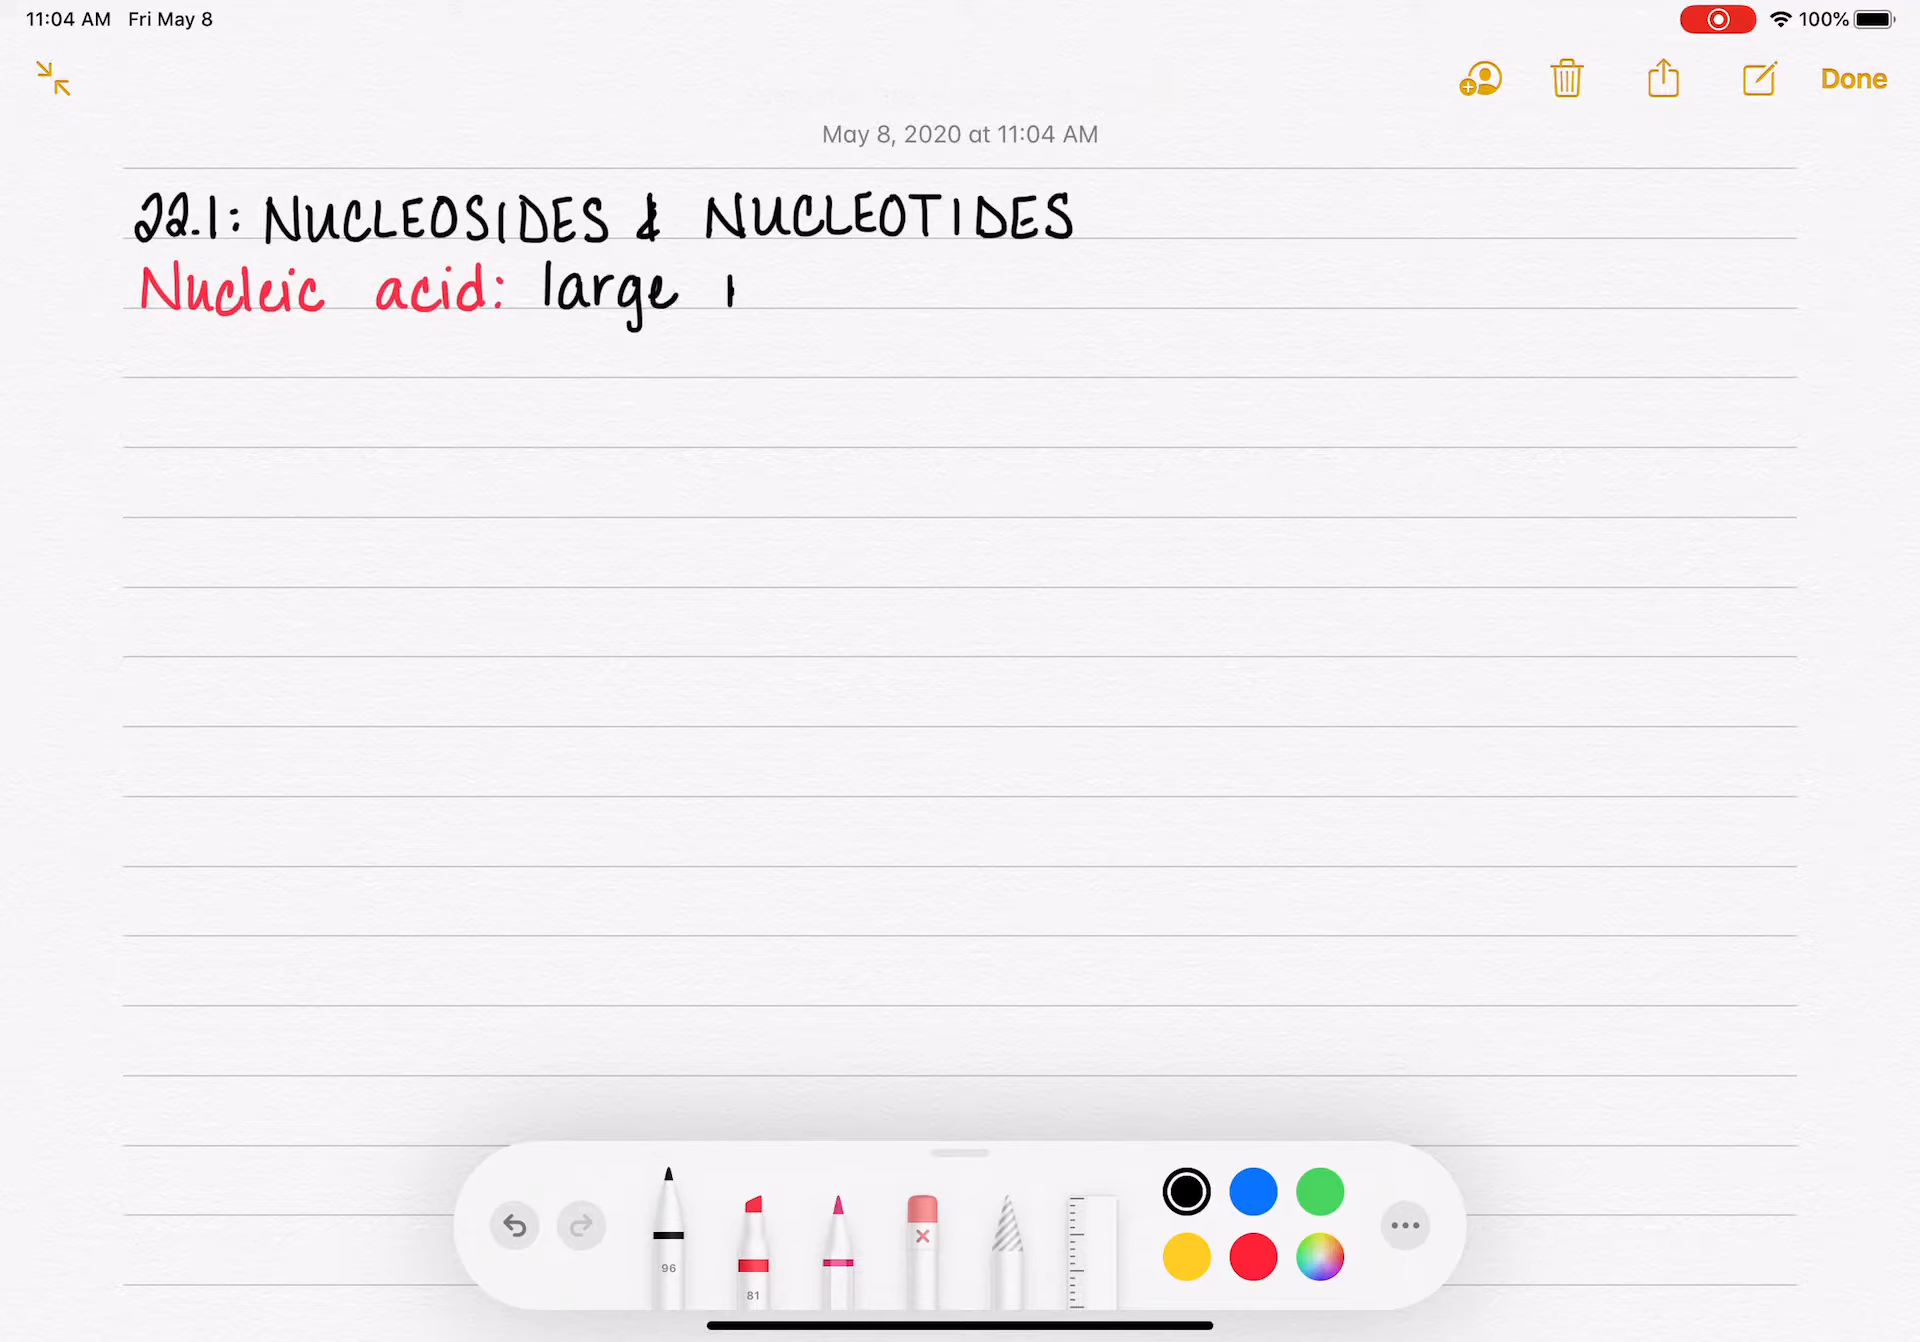 11:04 AM Fri May 8
100%
Done
May 8, 2020 at 11:04 AM
22.1: NUCLEOSIDES & NUCLEOTIDES
Nucleic acid: large
96
81